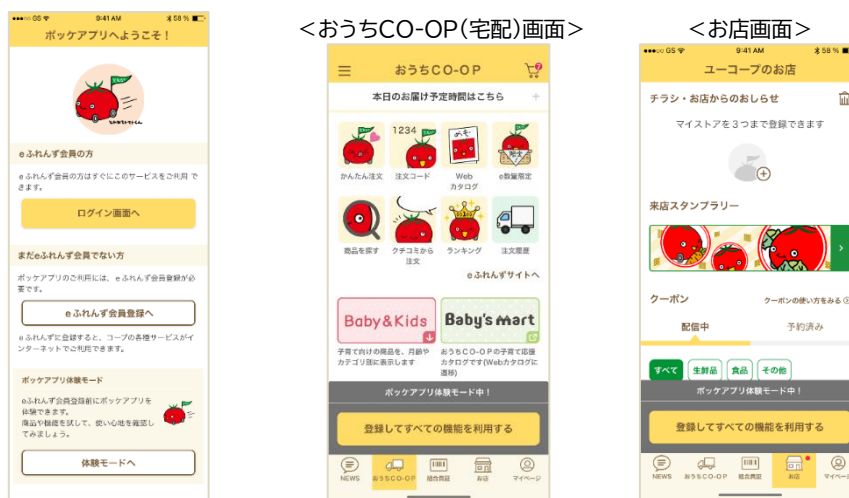 GS 9:41 AM 58 %
ポッケアプリへようこそ！
eふれんず会員の方
eふれんず会員の方はすぐにこのサービスをご利用 で
きます。
ログイン画面へ
まだeふれんず会員でない方
ポッケアプリのご利用には、eふれんず会員登録が必
要です。
eふれんず会員登録へ
eふれんずに登録すると、コープの各種サービスがイ
ンターネットでご利用できます。
ポッケアプリ体験モード
eふれんず会員登録前にポッケアプリを
体験できます。
商品や機能を試して、使い心地を確認し
てみましょう。
体験モードへ
＜おうちCO-OP(宅配)画面＞
おうちCO-OP
本日のお届け予定時間はこちら
1234
めも
かんたん注文
注文コード
Web
カタログ
e数量限定
商品を探す
クチコミから
注文
ランキング
注文履歴
eふれんずサイトへ
Baby&Kids
Baby's mart
子育て向けの商品を、月齢や
カテゴリ別に表示します
おうちCO-OPの子育て応援
カタログです(Webカタログに
遷移)
ポッケアプリ体験モード中！
登録してすべての機能を利用する
NEWS
おうちCO-OP
組合員証
お店
マイページ
＜お店画面＞
GS 9:41 AM 58 %
ユーコープのお店
チラシ・お店からのおしらせ
マイストアを３つまで登録できます
来店スタンプラリー
クーポン
クーポンの使い方をみる
配信中
予約済み
すべて
生鮮品
食品
その他
ポッケアプリ体験モード中！
登録してすべての機能を利用する
NEWS
おうちCO-OP
組合員証
お店
マイページ